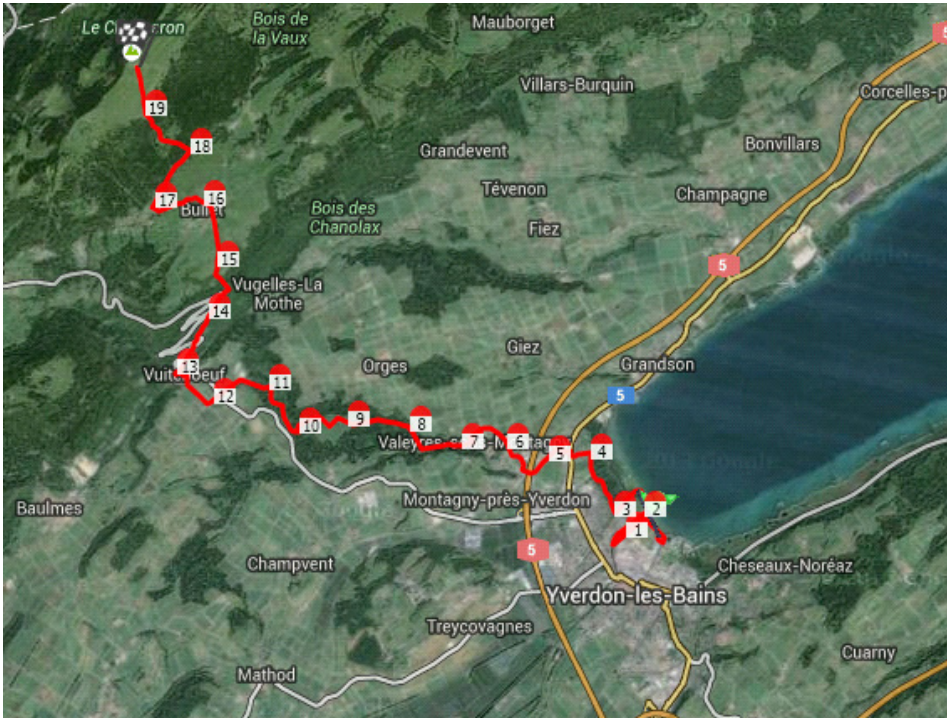 Bois de
la Vaux
Mauborget
Villars-Burquin
Corcelles-p
5
19
18
Grandevent
Bonvillars
17
16
Bullet
Tévenon
Champagne
Bois des
Chanolax
Fiez
15
5
Vugelles-La
Mothe
14
Giez
Grandson
13
Orges
11
12
5
10
9
8
7
6
5
4
Montagny-près-Yverdon
3
2
1
Baulmes
5
Champvent
Cheseaux-Noréaz
Yverdon-les-Bains
Treycovagnes
Cuarny
Mathod